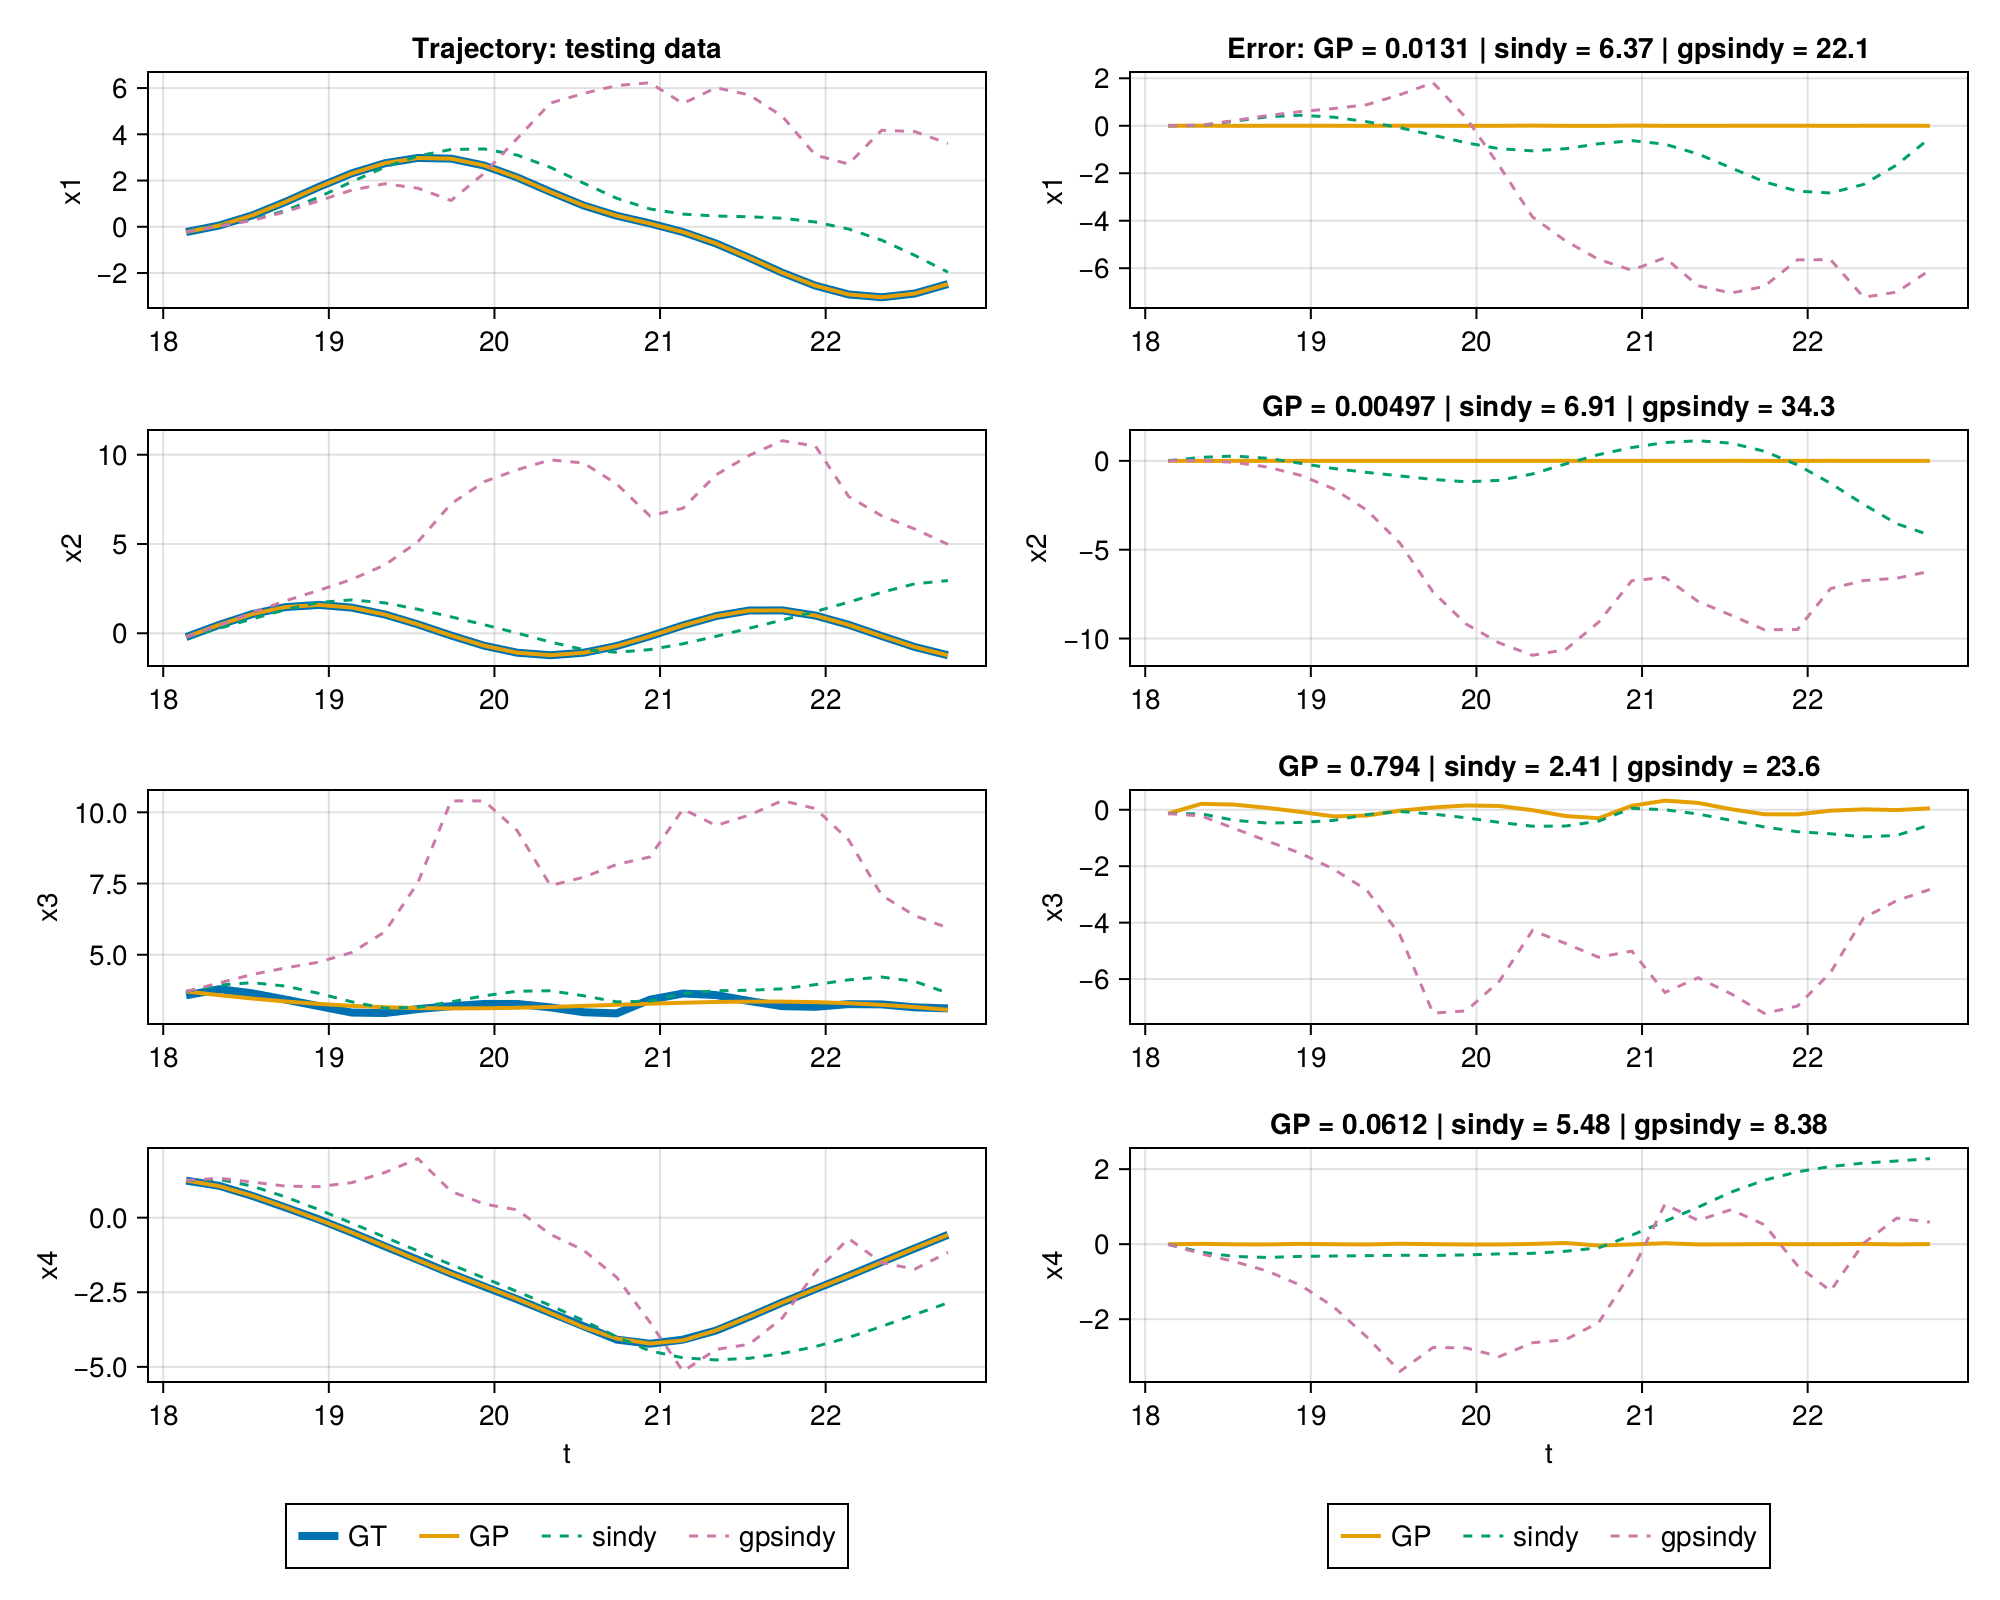 Trajectory: testing data
6
4
2
0
−2
x1
18 19 20 21 22
Error: GP = 0.0131 | sindy = 6.37 | gpsindy = 22.1
2
0
−2
−4
−6
x1
18 19 20 21 22
10
5
0
x2
18 19 20 21 22
GP = 0.00497 | sindy = 6.91 | gpsindy = 34.3
0
−5
−10
x2
18 19 20 21 22
10.0
7.5
5.0
x3
18 19 20 21 22
GP = 0.794 | sindy = 2.41 | gpsindy = 23.6
0
−2
−4
−6
x3
18 19 20 21 22
0.0
−2.5
−5.0
x4
18 19 20 21 22
t
GP = 0.0612 | sindy = 5.48 | gpsindy = 8.38
2
0
−2
x4
18 19 20 21 22
t
GT GP sindy gpsindy
GP sindy gpsindy